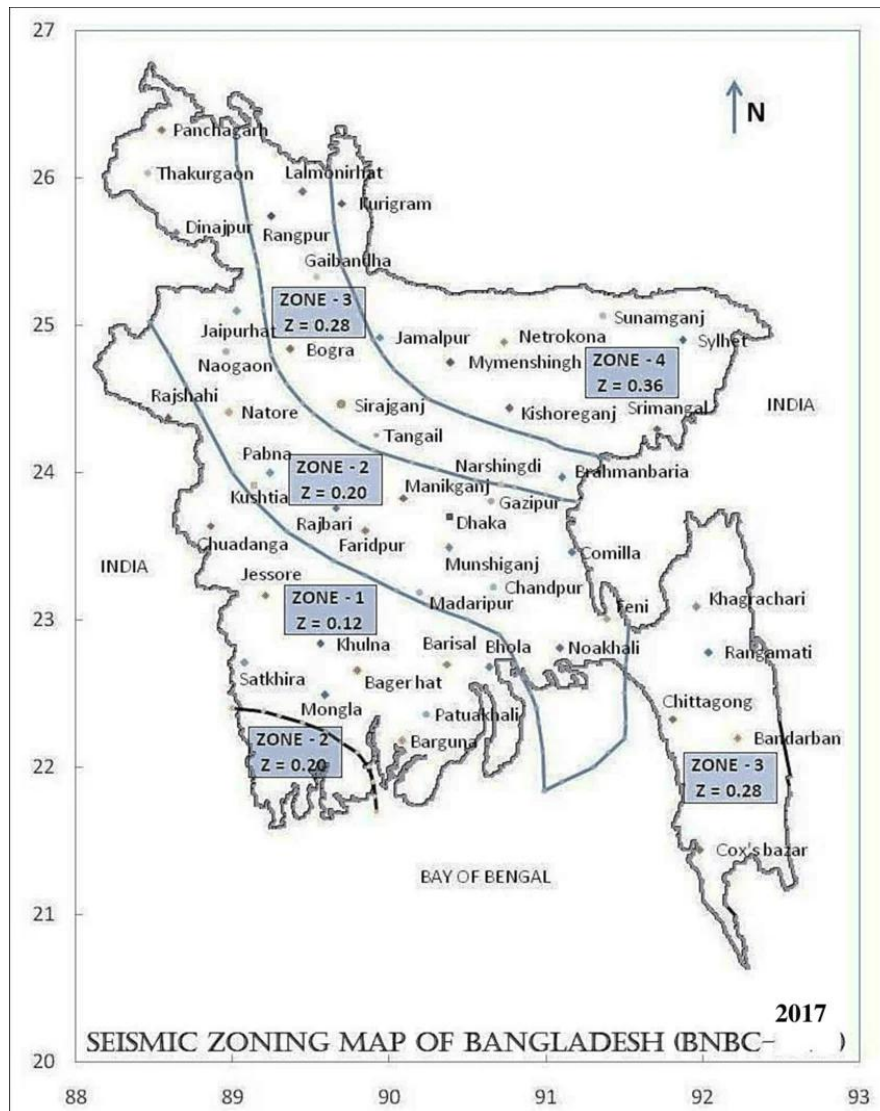 27
N
Panchagarh
26
Thakurgaon
Lalmonirhat
Kurigram
Dinajpur
Rangpur
Gaibandha
ZONE - 3
Z = 0.28
Sunamganj
25
Jaipurhat
Jamalpur
Netrokona
Sylhet
Bogra
Mymenshingh
Naogaon
ZONE - 4
Z = 0.36
Rajshahi
Sirajganj
Kishoreganj
Srimangal
INDIA
Natore
Tangail
Pabna
24
ZONE - 2
Z = 0.20
Narshingdi
Brahmanbaria
Manikganj
Kushtia
Gazipur
Rajbari
Dhaka
Chuadanga
Faridpur
Comilla
INDIA
Munshiganj
Jessore
Chandpur
23
ZONE - 1
Z = 0.12
Madaripur
Feni
Khagrachari
Khulna
Barisal
Bhola
Noakhali
Rangamati
Satkhira
Bagerhat
Mongla
Patuakhali
Chittagong
22
ZONE - 2
Z = 0.20
Barguna
Bandarban
ZONE - 3
Z = 0.28
Cox's bazar
BAY OF BENGAL
21
2017
SEISMIC ZONING MAP OF BANGLADESH (BNBC- )
20
88 89 90 91 92 93